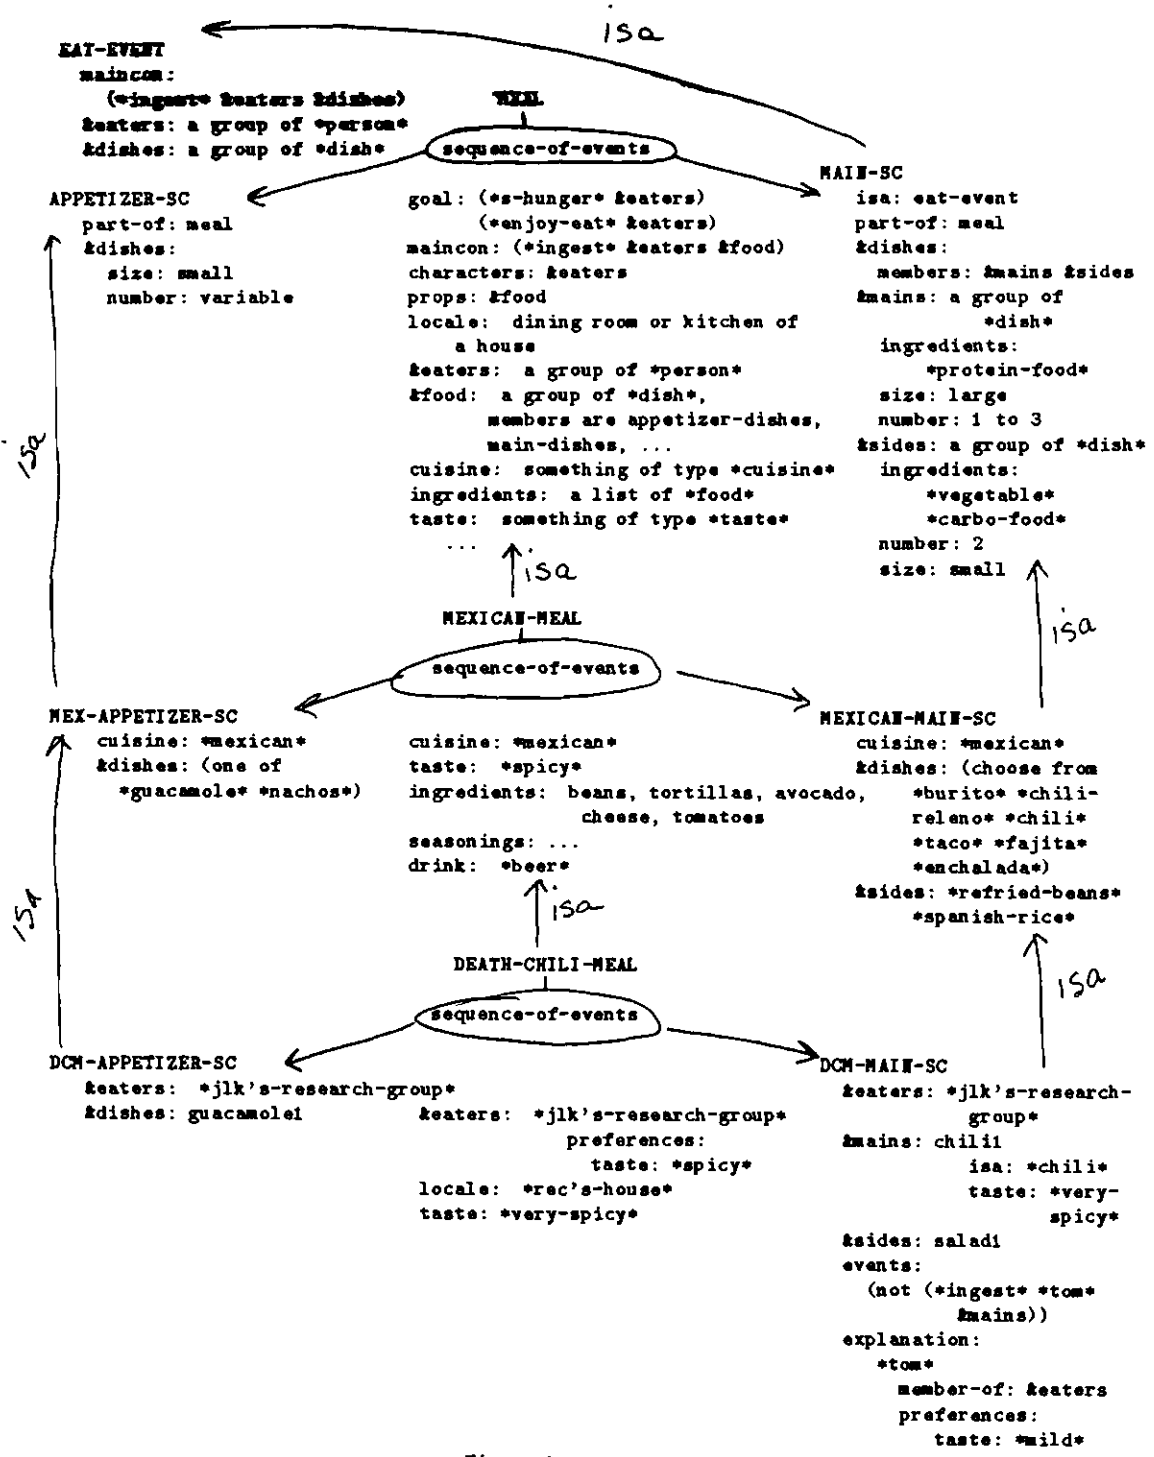 isa
EAT-EVENT
maincon:
(*ingest* &eaters &dishes)
&eaters: a group of *person*
&dishes: a group of *dish*
MEAL
sequence-of-events
APPETIZER-SC
part-of: meal
&dishes:
size: small
number: variable
goal: (*s-hunger* &eaters)
(*enjoy-eat* &eaters)
maincon: (*ingest* &eaters &food)
characters: &eaters
props: &food
locale: dining room or kitchen of
a house
&eaters: a group of *person*
&food: a group of *dish*,
members are appetizer-dishes,
main-dishes, ...
cuisine: something of type *cuisine*
ingredients: a list of *food*
taste: something of type *taste*
...
MAIN-SC
isa: eat-event
part-of: meal
&dishes:
members: &mains &sides
&mains: a group of
*dish*
ingredients:
*protein-food*
size: large
number: 1 to 3
&sides: a group of *dish*
ingredients:
*vegetable*
*carbo-food*
number: 2
size: small
isa
isa
isa
MEXICAN-MEAL
sequence-of-events
MEX-APPETIZER-SC
cuisine: *mexican*
&dishes: (one of
*guacamole* *nachos*)
cuisine: *mexican*
taste: *spicy*
ingredients: beans, tortillas, avocado,
cheese, tomatoes
seasonings: ...
drink: *beer*
MEXICAN-MAIN-SC
cuisine: *mexican*
&dishes: (choose from
*burito* *chili-
releno* *chili*
*taco* *fajita*
*enchalada*)
&sides: *refried-beans*
*spanish-rice*
isa
isa
isa
DEATH-CHILI-MEAL
sequence-of-events
DCM-APPETIZER-SC
&eaters: *jlk's-research-group*
&dishes: guacamole1
&eaters: *jlk's-research-group*
preferences:
taste: *spicy*
locale: *rec's-house*
taste: *very-spicy*
DCM-MAIN-SC
&eaters: *jlk's-research-
group*
&mains: chili1
isa: *chili*
taste: *very-
spicy*
&sides: salad1
events:
(not (*ingest* *tom*
&mains))
explanation:
*tom*
member-of: &eaters
preferences:
taste: *mild*